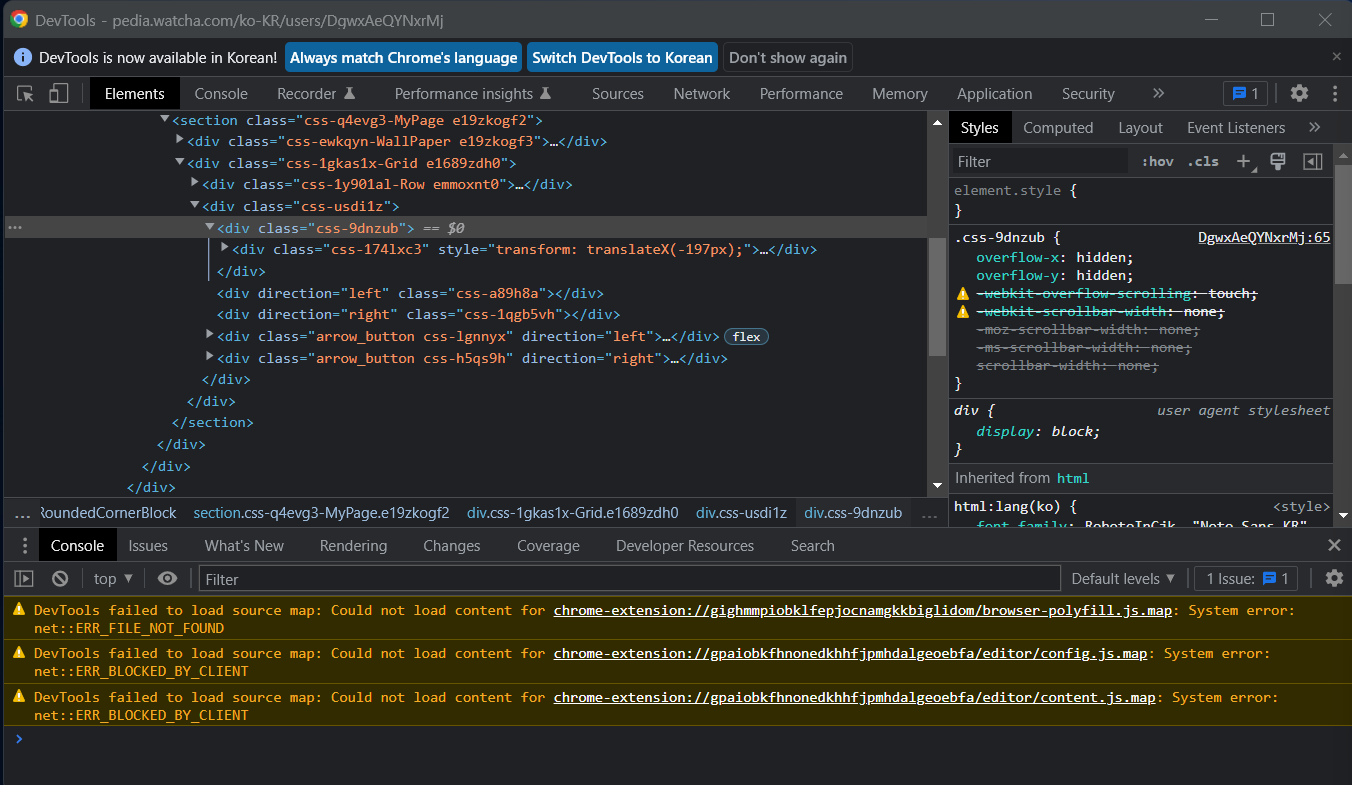 DevTools - pedia.watcha.com/ko-KR/users/DgwxAeQYNxrMj
DevTools is now available in Korean! Always match Chrome's language Switch DevTools to Korean Don't show again
Elements Console Recorder Performance insights Sources Network Performance Memory Application Security » 1
<section class="css-q4evg3-MyPage e19zkogf2">
<div class="css-ewkqyn-WallPaper e19zkogf3">…</div>
<div class="css-1gkas1x-Grid e1689zdh0">
<div class="css-1y901al-Row emmoxnt0">…</div>
<div class="css-usdi1z">
… <div class="css-9dnzub"> == $0
<div class="css-174lxc3" style="transform: translateX(-197px);">…</div>
</div>
<div direction="left" class="css-a89h8a"></div>
<div direction="right" class="css-1qgb5vh"></div>
<div class="arrow_button css-lgnnyx" direction="left">…</div> flex
<div class="arrow_button css-h5qs9h" direction="right">…</div>
</div>
</div>
</section>
</div>
</div>
</div>
… RoundedCornerBlock section.css-q4evg3-MyPage.e19zkogf2 div.css-1gkas1x-Grid.e1689zdh0 div.css-usdi1z div.css-9dnzub …
Styles Computed Layout Event Listeners »
Filter :hov .cls +
element.style {
}
.css-9dnzub { DgwxAeQYNxrMj:65
overflow-x: hidden;
overflow-y: hidden;
-webkit-overflow-scrolling: touch;
-webkit-scrollbar-width: none;
-moz-scrollbar-width: none;
-ms-scrollbar-width: none;
scrollbar-width: none;
}
div { user agent stylesheet
display: block;
}
Inherited from html
html:lang(ko) { <style>
font-family: RobotoInCjk, "Noto Sans KR",
Console Issues What's New Rendering Changes Coverage Developer Resources Search
top ▼ Filter Default levels ▼ 1 Issue: 1
DevTools failed to load source map: Could not load content for chrome-extension://gighmmpiobklfepjocnamgkkbiglidom/browser-polyfill.js.map: System error:
net::ERR_FILE_NOT_FOUND
DevTools failed to load source map: Could not load content for chrome-extension://gpaiobkfhnonedkhhfjpmhdalgeoebfa/editor/config.js.map: System error:
net::ERR_BLOCKED_BY_CLIENT
DevTools failed to load source map: Could not load content for chrome-extension://gpaiobkfhnonedkhhfjpmhdalgeoebfa/editor/content.js.map: System error:
net::ERR_BLOCKED_BY_CLIENT